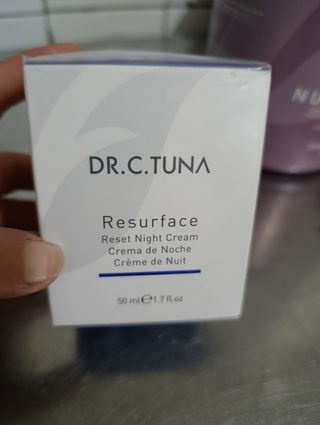 DR.C.TUNA
Resurface
Reset Night Cream
Crema de Noche
Crème de Nuit
50 ml ℮ 1.7 fl.oz